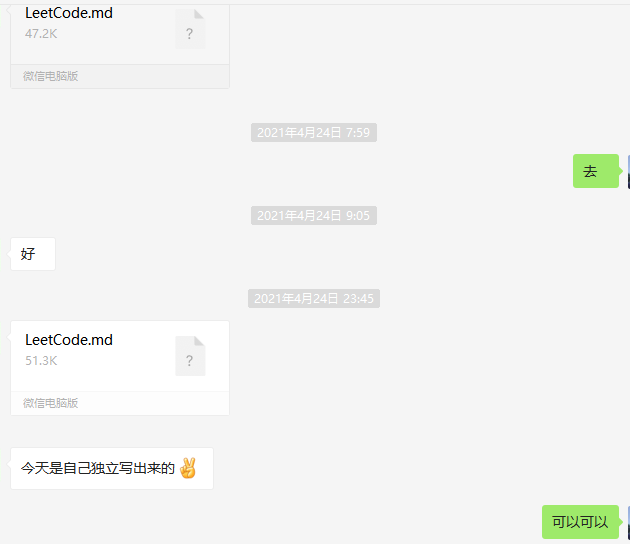 LeetCode.md
47.2K
?
微信电脑版
2021年4月24日 7:59
去
2021年4月24日 9:05
好
2021年4月24日 23:45
LeetCode.md
51.3K
?
微信电脑版
今天是自己独立写出来的✌
可以可以